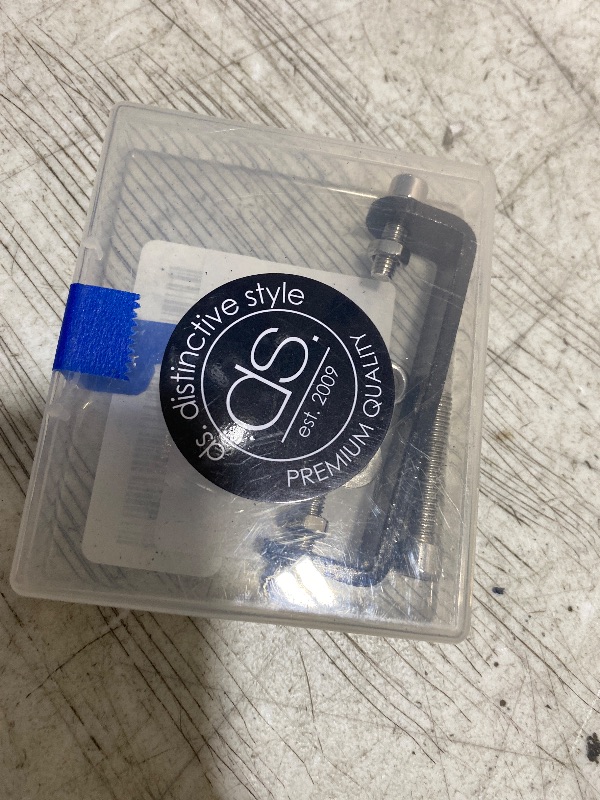 ds. distinctive style
ds.
est. 2009
PREMIUM QUALITY